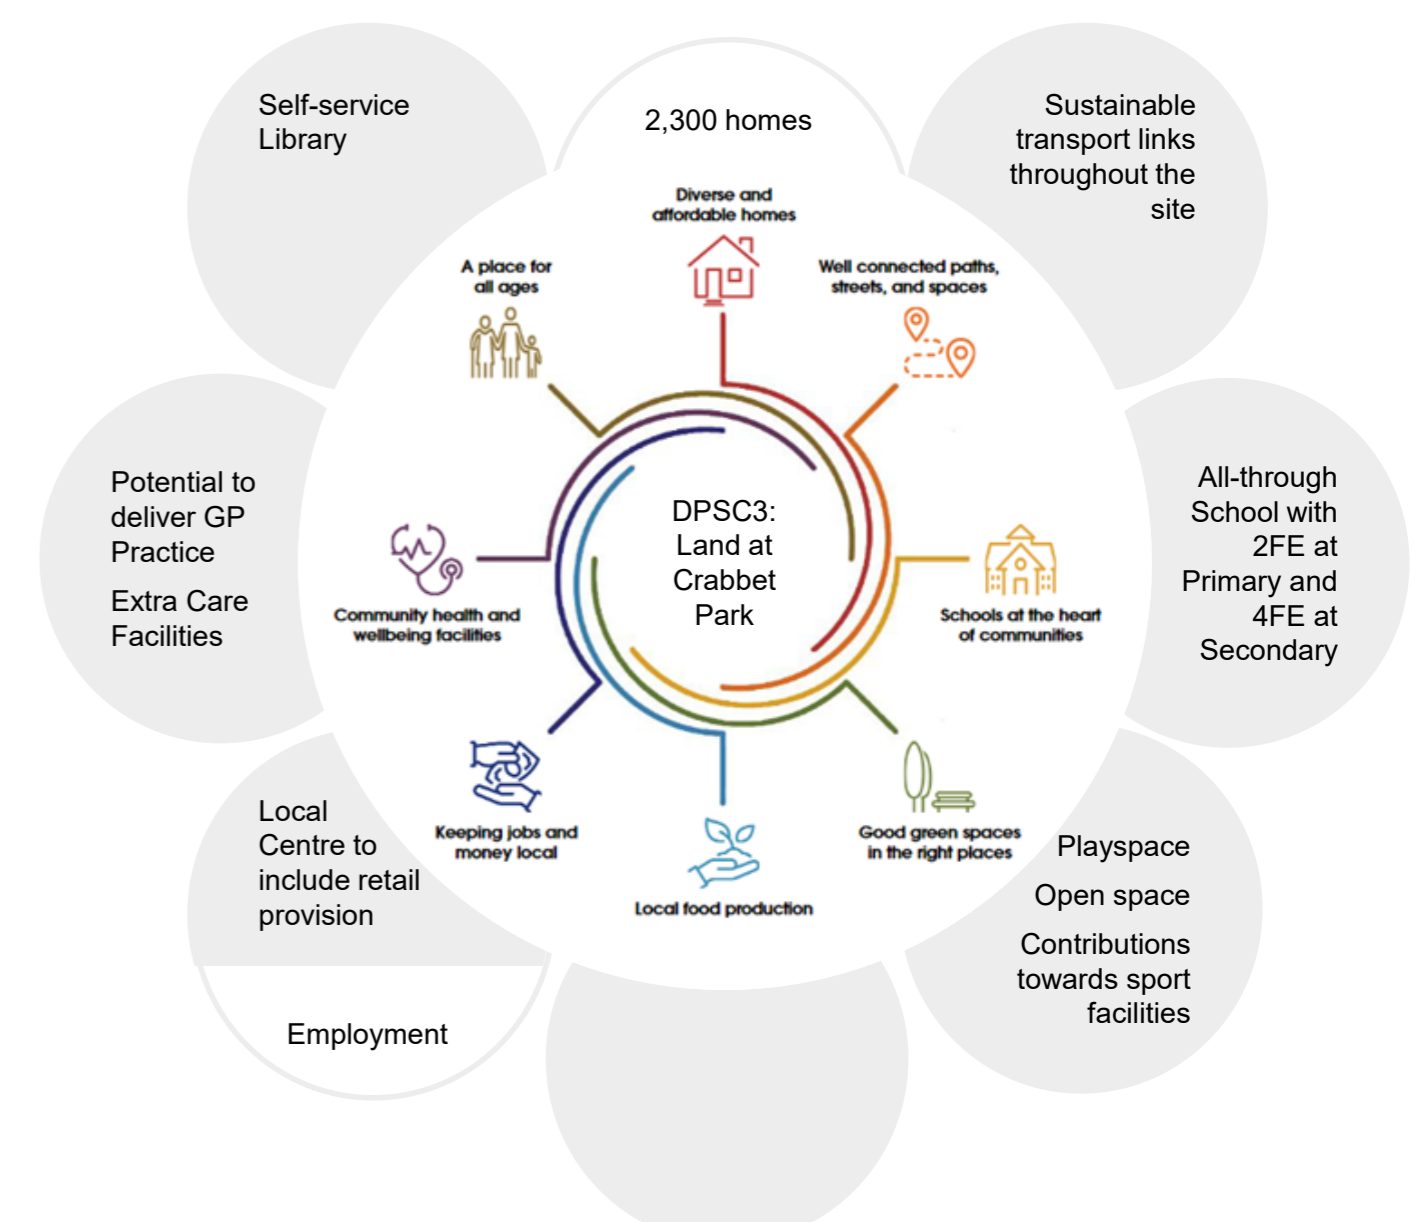 Self-service
Library
2,300 homes
Sustainable
transport links
throughout the
site
Diverse and
affordable homes
A place for
all ages
Well connected paths,
streets, and spaces
Potential to
deliver GP
Practice
Extra Care
Facilities
Community health and
wellbeing facilities
DPSC3:
Land at
Crabbet
Park
Schools at the heart
of communities
All-through
School with
2FE at
Primary and
4FE at
Secondary
Local
Centre to
include retail
provision
Keeping jobs and
money local
Local food production
Good green spaces
in the right places
Playspace
Open space
Contributions
towards sport
facilities
Employment